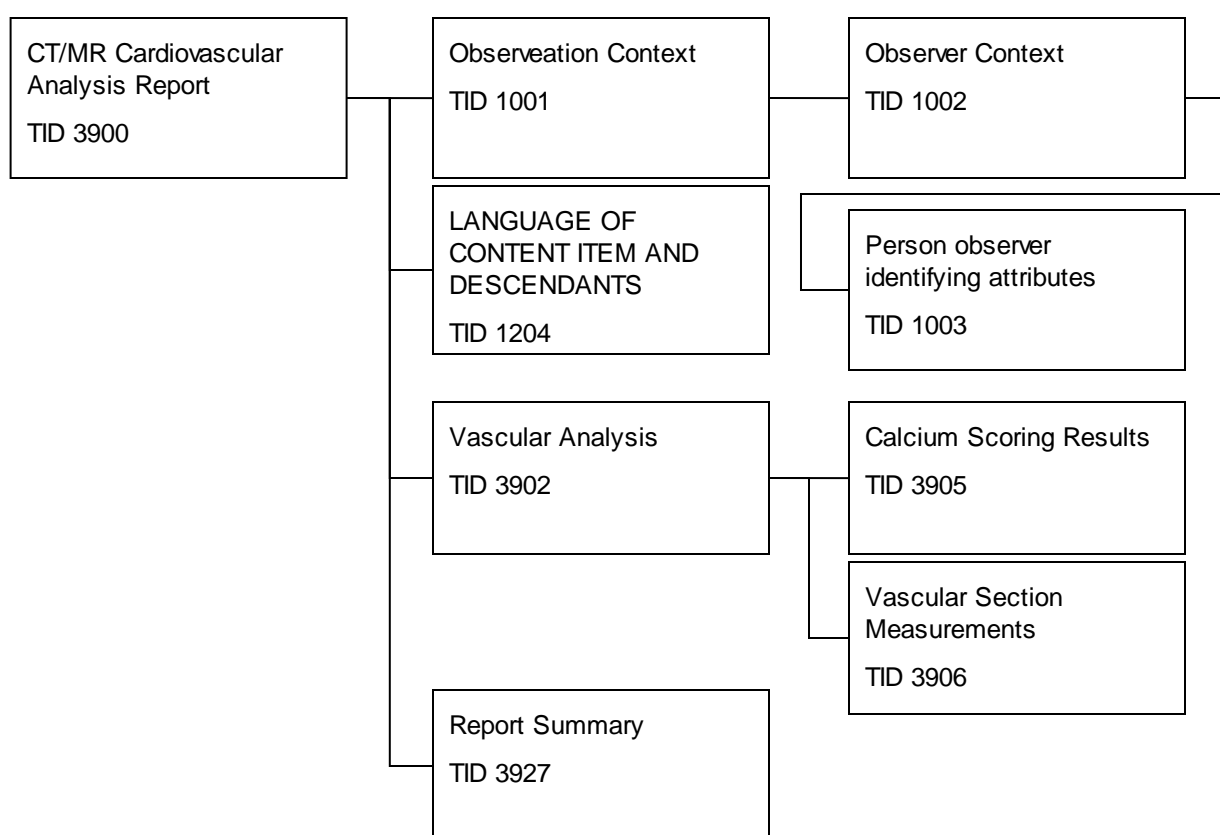 CT/MR Cardiovascular
Analysis Report
TID 3900
Observeation Context
TID 1001
Observer Context
TID 1002
LANGUAGE OF
CONTENT ITEM AND
DESCENDANTS
TID 1204
Person observer
identifying attributes
TID 1003
Vascular Analysis
TID 3902
Calcium Scoring Results
TID 3905
Vascular Section
Measurements
TID 3906
Report Summary
TID 3927